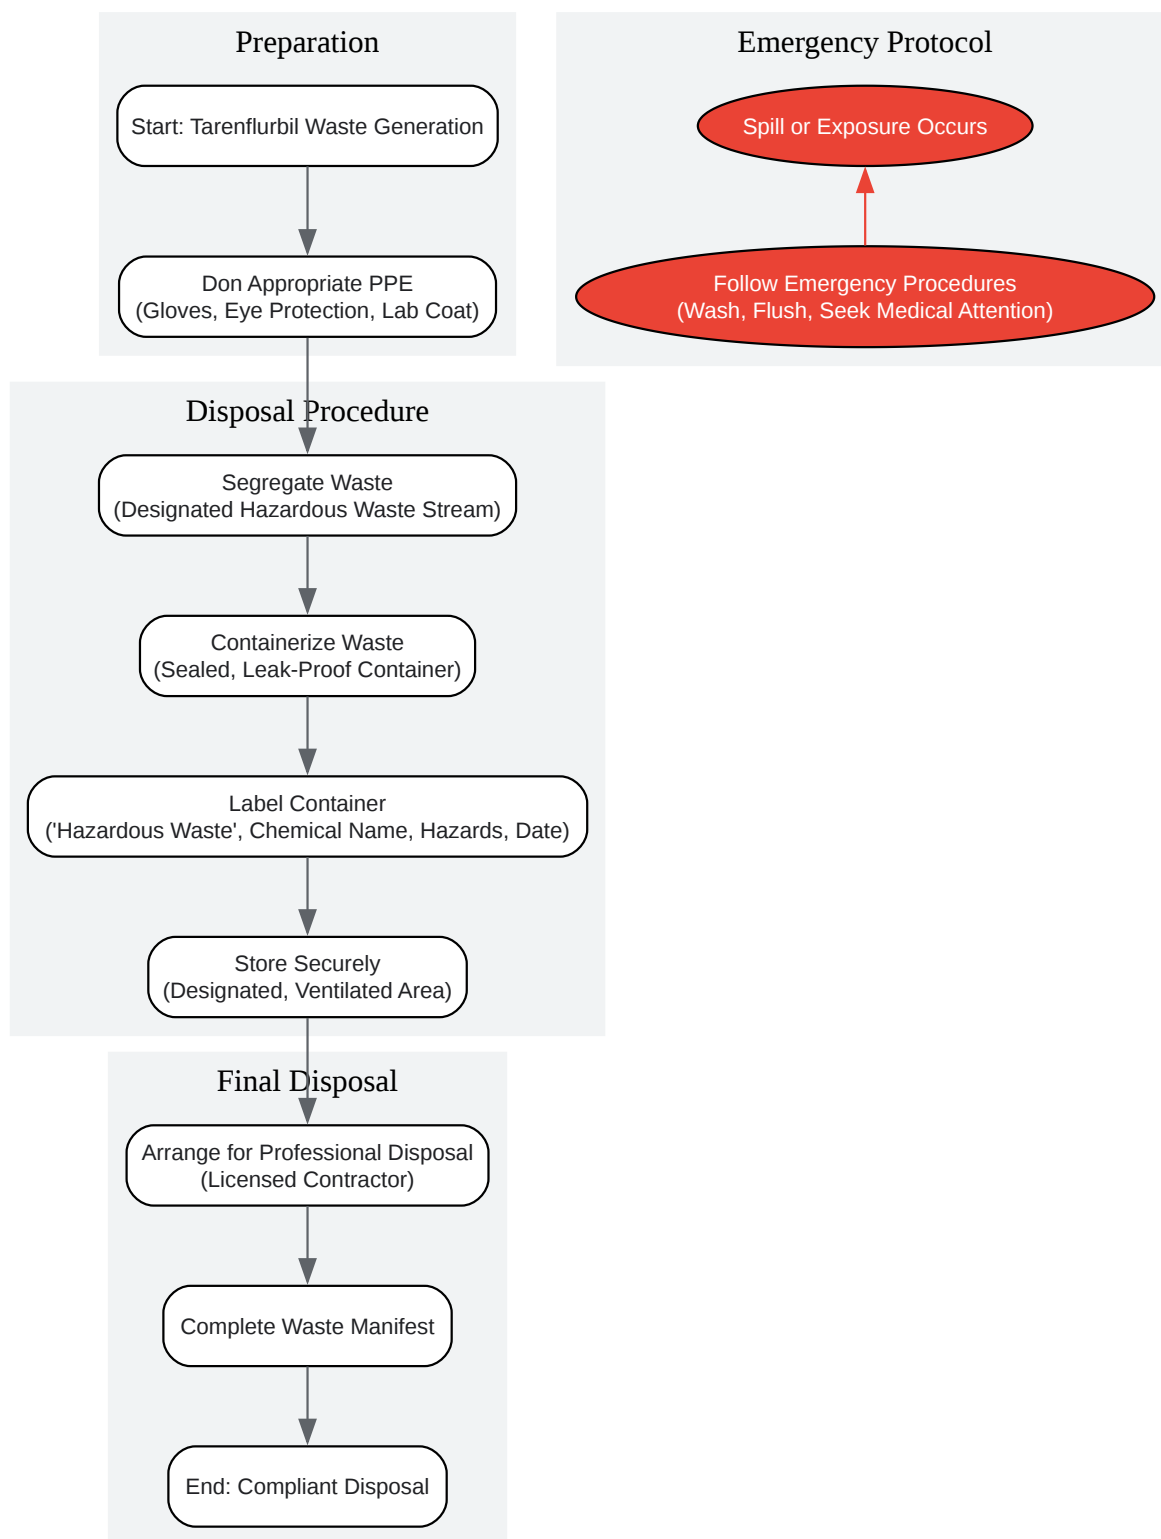 Preparation
Start: Tarenflurbil Waste Generation
Don Appropriate PPE
(Gloves, Eye Protection, Lab Coat)
Emergency Protocol
Spill or Exposure Occurs
Follow Emergency Procedures
(Wash, Flush, Seek Medical Attention)
Disposal Procedure
Segregate Waste
(Designated Hazardous Waste Stream)
Containerize Waste
(Sealed, Leak-Proof Container)
Label Container
('Hazardous Waste', Chemical Name, Hazards, Date)
Store Securely
(Designated, Ventilated Area)
Final Disposal
Arrange for Professional Disposal
(Licensed Contractor)
Complete Waste Manifest
End: Compliant Disposal